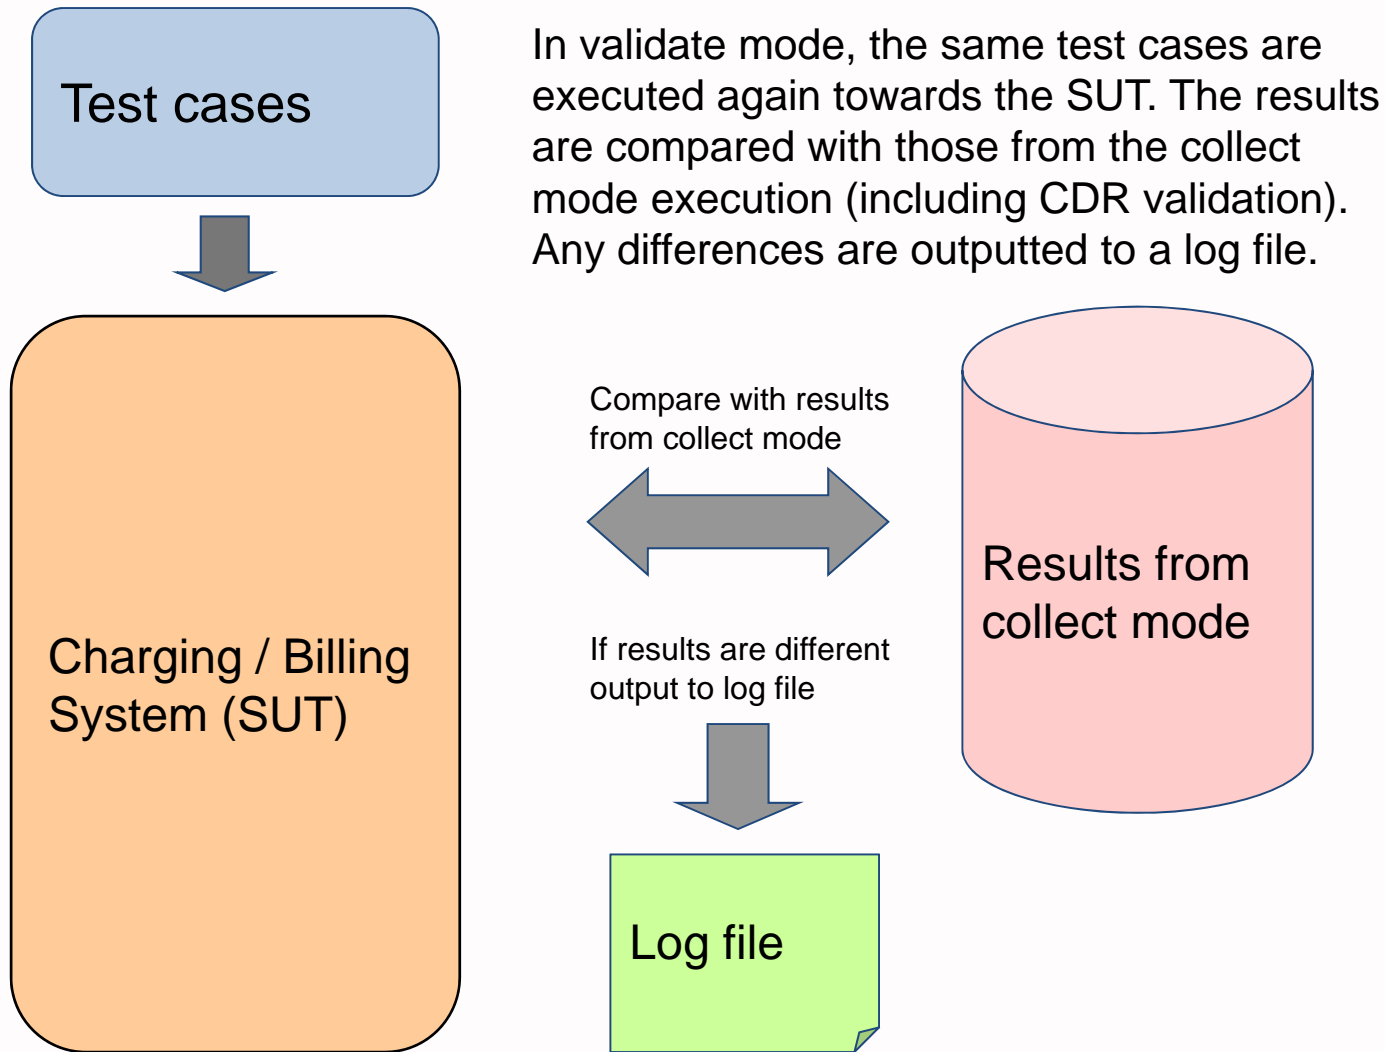 Test cases
In validate mode, the same test cases are
executed again towards the SUT. The results
are compared with those from the collect
mode execution (including CDR validation).
Any differences are outputted to a log file.
Compare with results
from collect mode
Results from
collect mode
If results are different
output to log file
Charging / Billing
System (SUT)
Log file